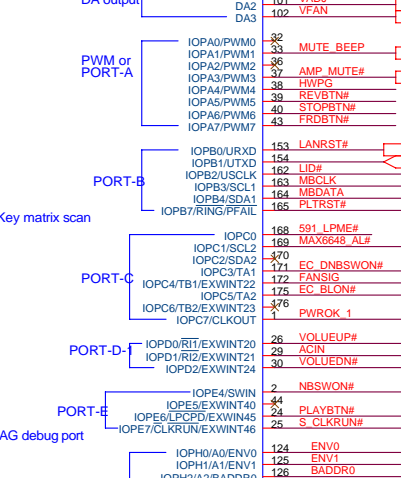 DA output
DA2 101 VADJ
DA3 102 VFAN
PWM or
PORT-A
IOPA0/PWM0 32
IOPA1/PWM1 33 MUTE_BEEP
IOPA2/PWM2 36
IOPA3/PWM3 37 AMP_MUTE#
IOPA4/PWM4 38 HWPG
IOPA5/PWM5 39 REVBTN#
IOPA6/PWM6 40 STOPBTN#
IOPA7/PWM7 43 FRDBTN#
PORT-B
IOPB0/URXD 153 LANRST#
IOPB1/UTXD 154
IOPB2/USCLK 162 LID#
IOPB3/SCL1 163 MBCLK
IOPB4/SDA1 164 MBDATA
IOPB7/RING/PFAIL 165 PLTRST#
Key matrix scan
PORT-C
IOPC0 168 591_LPME#
IOPC1/SCL2 169 MAX6648_AL#
IOPC2/SDA2 170
IOPC3/TA1 171 EC_DNBSWON#
IOPC4/TB1/EXWINT22 172 FANSIG
IOPC5/TA2 175 EC_BLON#
IOPC6/TB2/EXWINT23 176
IOPC7/CLKOUT 1 PWROK_1
PORT-D-1
IOPD0/RI1/EXWINT20 26 VOLUEUP#
IOPD1/RI2/EXWINT21 29 ACIN
IOPD2/EXWINT24 30 VOLUEDN#
PORT-E
IOPE4/SWIN 2 NBSWON#
IOPE5/EXWINT40 44
IOPE6/LPCPD/EXWIN45 24 PLAYBTN#
IOPE7/CLKRUN/EXWINT46 25 S_CLKRUN#
AG debug port
IOPH0/A0/ENV0 124 ENV0
IOPH1/A1/ENV1 125 ENV1
IOPH2/A2/BADDR0 126 BADDR0